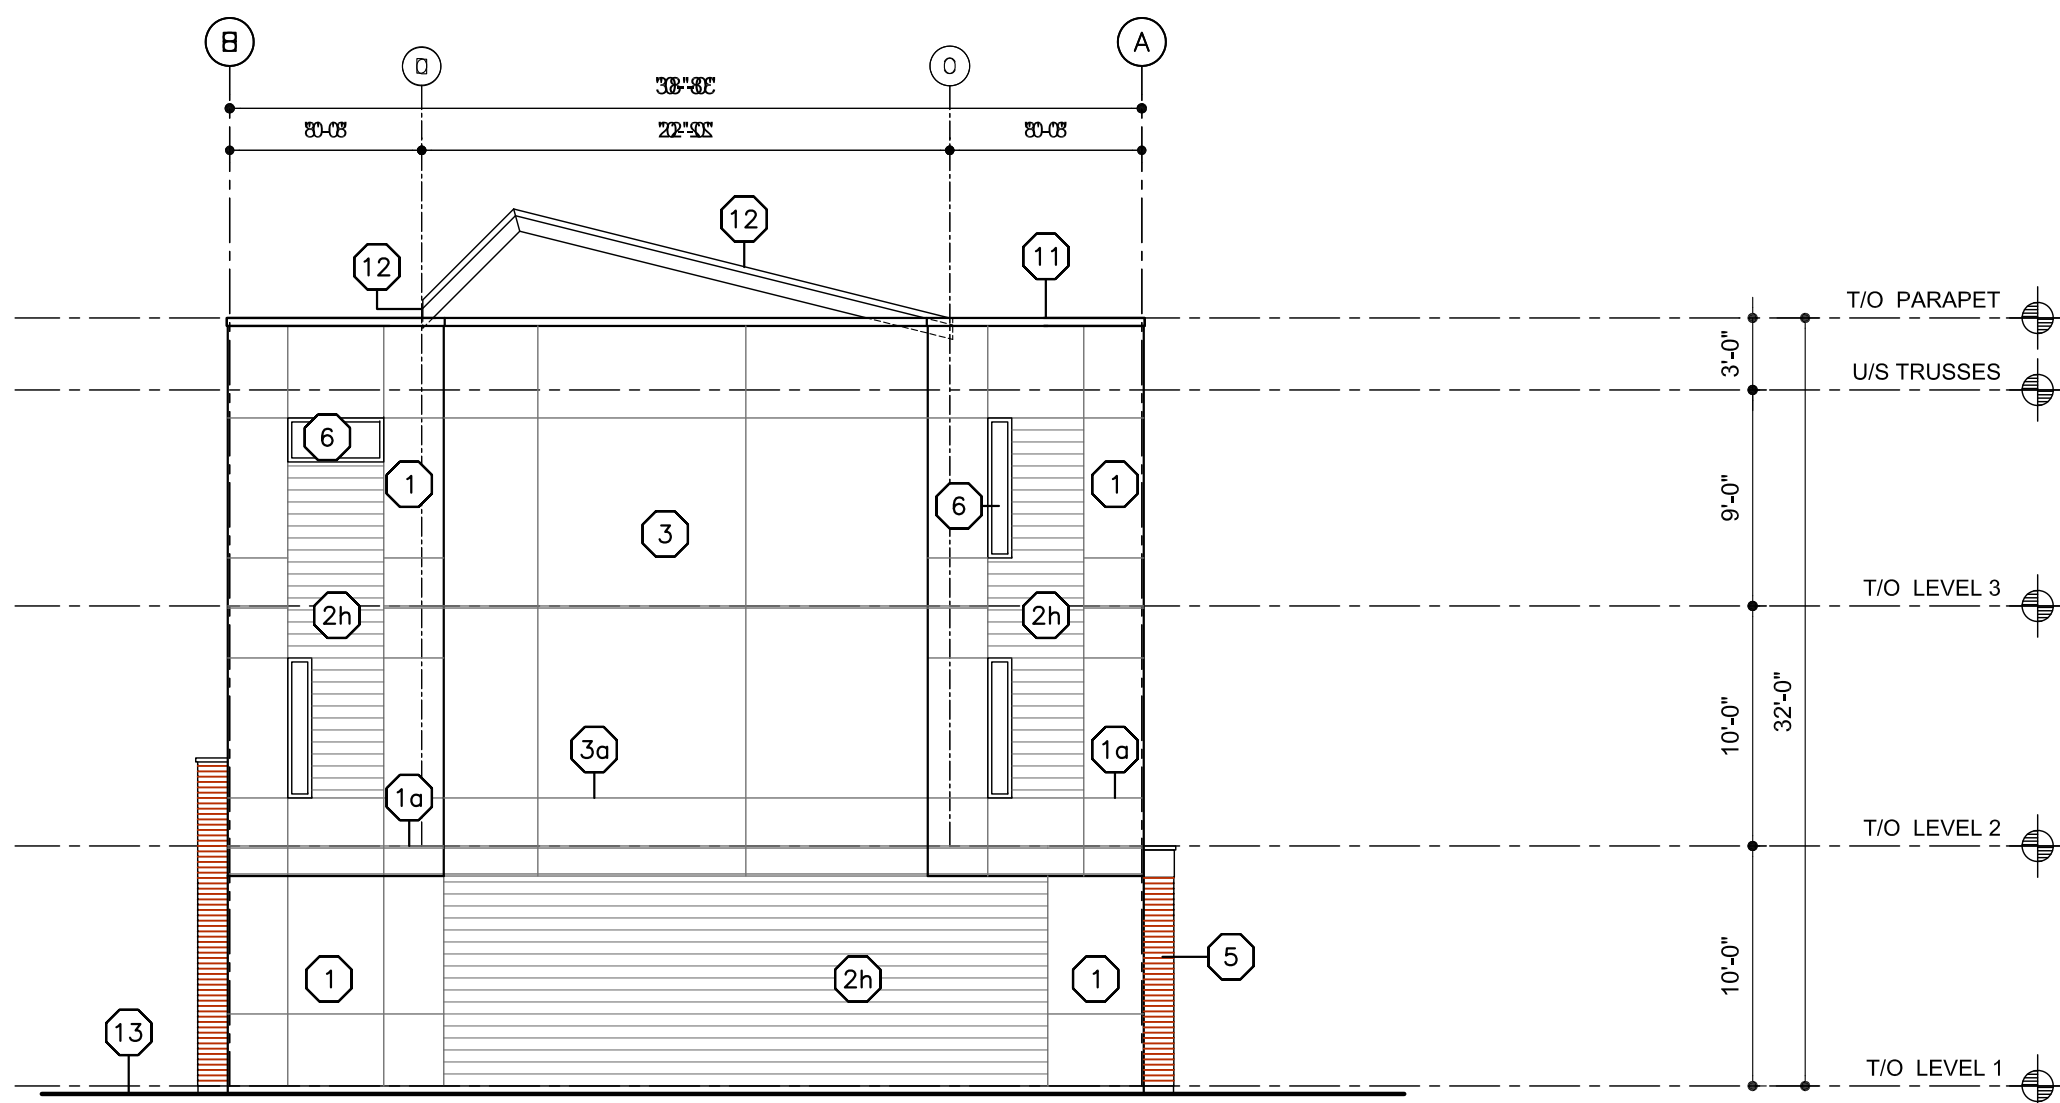 A
12
12
11
T/O PARAPET
3'-0"
U/S TRUSSES
6
1
6
1
9'-0"
3
T/O LEVEL 3
2h
2h
10'-0"
32'-0"
3a
1a
1a
T/O LEVEL 2
5
1
2h
1
10'-0"
13
T/O LEVEL 1